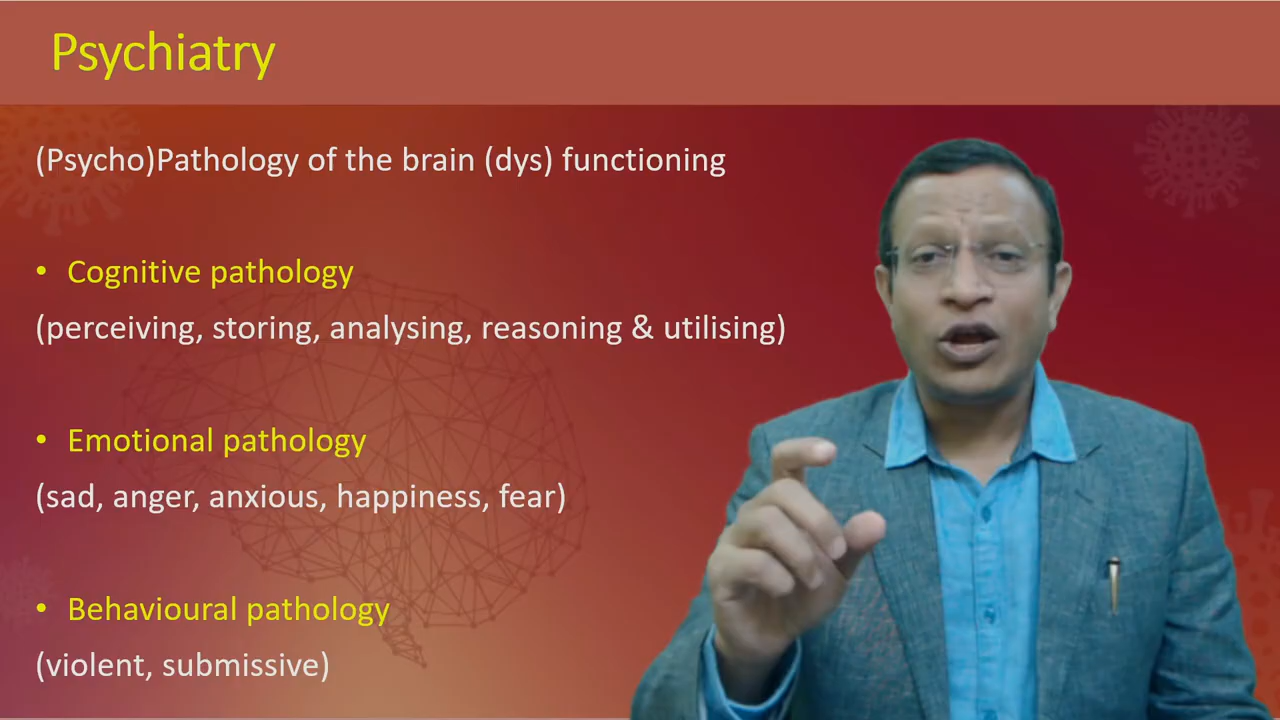 Psychiatry
(Psycho)Pathology of the brain (dys) functioning
• Cognitive pathology
(perceiving, storing, analysing, reasoning & utilising)
• Emotional pathology
(sad, anger, anxious, happiness, fear)
• Behavioural pathology
(violent, submissive)